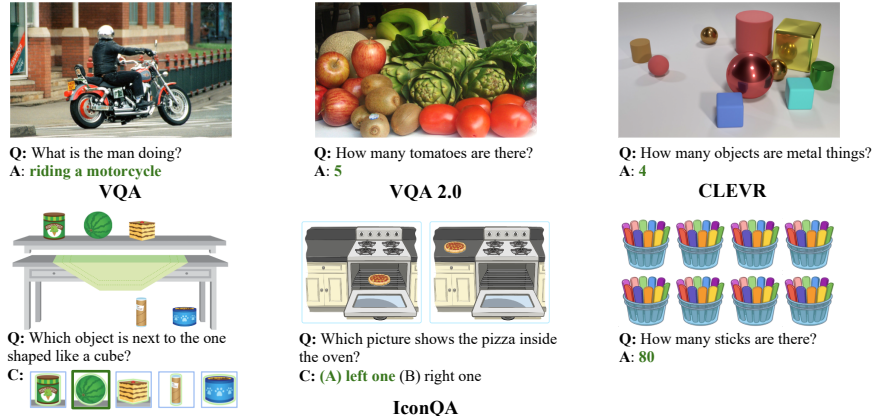 Q: What is the man doing?
A: riding a motorcycle
VQA
Q: How many tomatoes are there?
A: 5
VQA 2.0
Q: How many objects are metal things?
A: 4
CLEVR
Q: Which object is next to the one
shaped like a cube?
C:
Q: Which picture shows the pizza inside
the oven?
C: (A) left one (B) right one
Q: How many sticks are there?
A: 80
IconQA